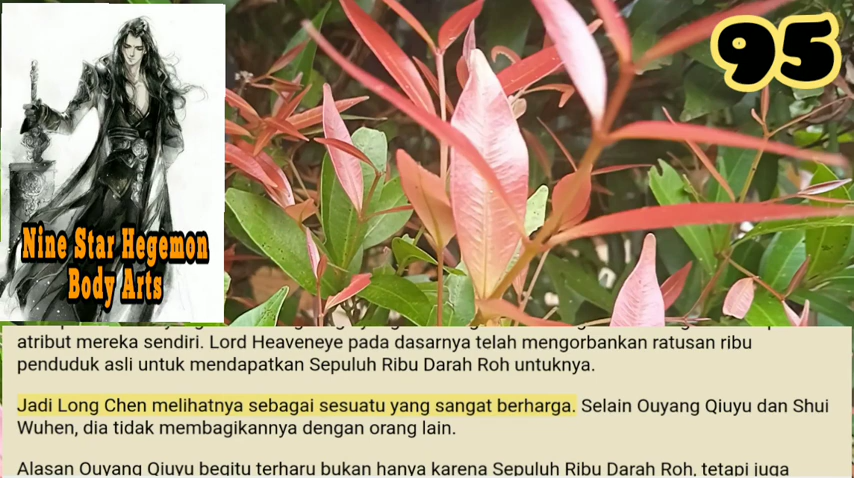 95
Nine Star Hegemon
Body Arts
atribut mereka sendiri. Lord Heaveneye pada dasarnya telah mengorbankan ratusan ribu
penduduk asli untuk mendapatkan Sepuluh Ribu Darah Roh untuknya.
Jadi Long Chen melihatnya sebagai sesuatu yang sangat berharga. Selain Ouyang Qiuyu dan Shui
Wuhen, dia tidak membagikannya dengan orang lain.
Alasan Ouyang Qiuyu begitu terharu bukan hanya karena Sepuluh Ribu Darah Roh, tetapi juga